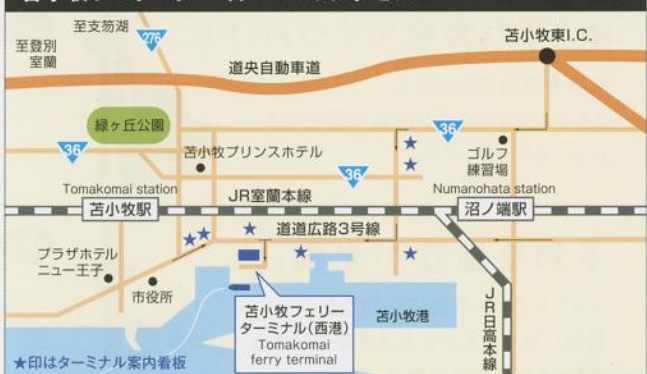 至支笏湖
276
至登別
室蘭
苫小牧東I.C.
道央自動車道
緑ヶ丘公園
36
36
苫小牧プリンスホテル
36
ゴルフ
練習場
Tomakomai station
苫小牧駅
JR室蘭本線
Numanohata station
沼ノ端駅
道道広路3号線
プラザホテル
ニュー王子
市役所
苫小牧フェリー
ターミナル(西港)
Tomakomai
ferry terminal
苫小牧港
JR日高本線
★印はターミナル案内看板